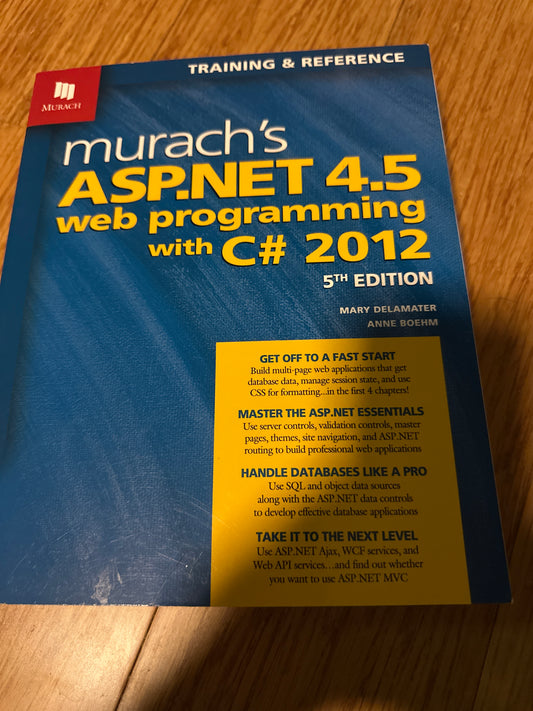 TRAINING & REFERENCE
MURACH
murach's
ASP.NET 4.5
web programming
with C# 2012
5TH EDITION
MARY DELAMATER
ANNE BOEHM
GET OFF TO A FAST START
Build multi-page web applications that get
database data, manage session state, and use
CSS for formatting...in the first 4 chapters!
MASTER THE ASP.NET ESSENTIALS
Use server controls, validation controls, master
pages, themes, site navigation, and ASP.NET
routing to build professional web applications
HANDLE DATABASES LIKE A PRO
Use SQL and object data sources
along with the ASP.NET data controls
to develop effective database applications
TAKE IT TO THE NEXT LEVEL
Use ASP.NET Ajax, WCF services, and
Web API services...and find out whether
you want to use ASP.NET MVC